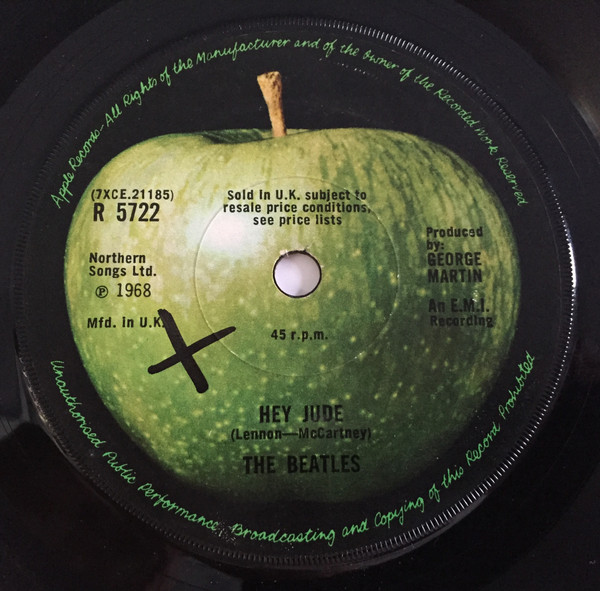 Apple Records-All Rights of the Manufacturer and of the Owner of the Recorded Work Reserved
(7XCE.21185)
R 5722
Sold in U.K. subject to
resale price conditions,
see price lists
Northern
Songs Ltd.
℗ 1968
Mfd. in U.K.
Produced
by:
GEORGE
MARTIN
An E.M.I.
Recording
45 r.p.m.
HEY JUDE
(Lennon—McCartney)
THE BEATLES
Unauthorised Public Performance, Broadcasting and Copying of this Record Prohibited